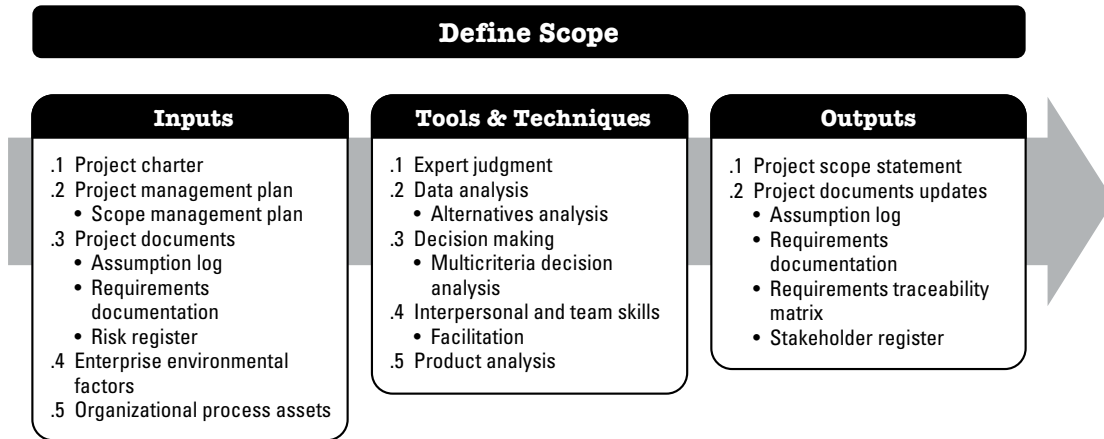 Define Scope
Inputs
.1 Project charter
.2 Project management plan
• Scope management plan
.3 Project documents
• Assumption log
• Requirements
documentation
• Risk register
.4 Enterprise environmental
factors
.5 Organizational process assets
Tools & Techniques
.1 Expert judgment
.2 Data analysis
• Alternatives analysis
.3 Decision making
• Multicriteria decision
analysis
.4 Interpersonal and team skills
• Facilitation
.5 Product analysis
Outputs
.1 Project scope statement
.2 Project documents updates
• Assumption log
• Requirements
documentation
• Requirements traceability
matrix
• Stakeholder register